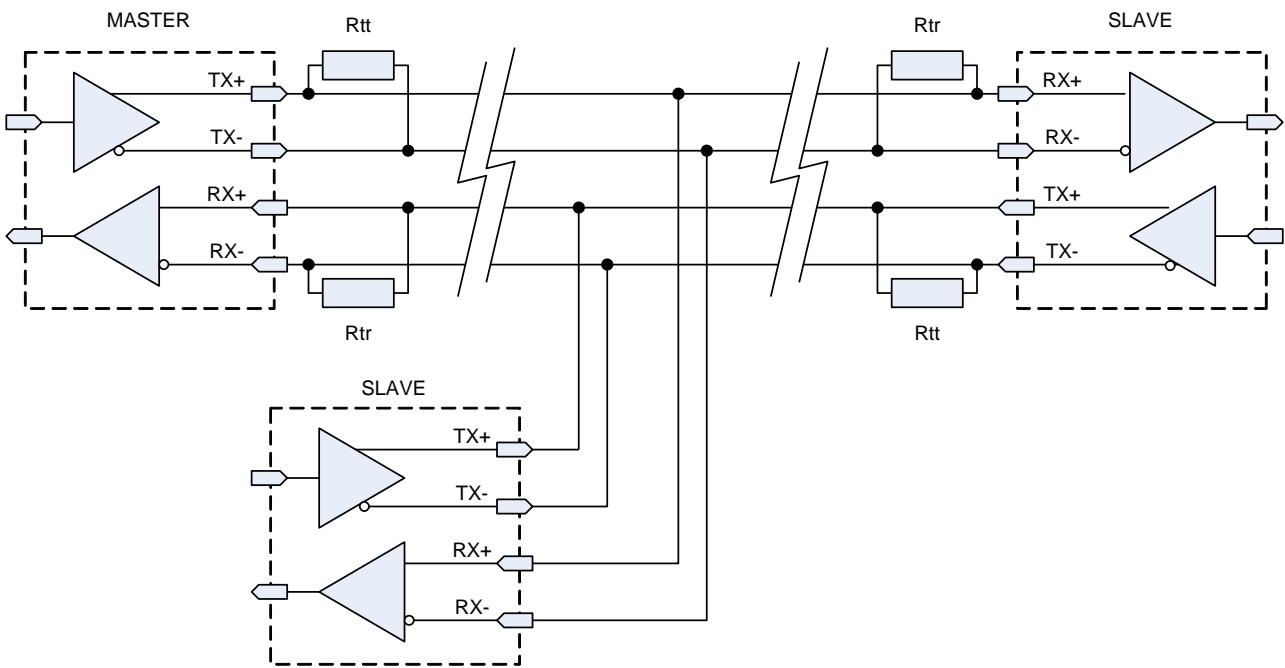 MASTER
Rtt
Rtr
SLAVE
TX+
RX+
TX-
RX-
RX+
TX+
RX-
TX-
Rtr
Rtt
SLAVE
TX+
TX-
RX+
RX-